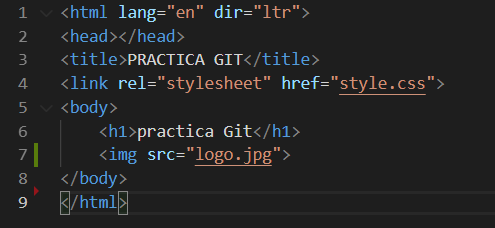 1 <html lang="en" dir="ltr">
2 <head></head>
3 <title>PRACTICA GIT</title>
4 <link rel="stylesheet" href="style.css">
5 <body>
6     <h1>practica Git</h1>
7     <img src="logo.jpg">
8 </body>
9 </html>